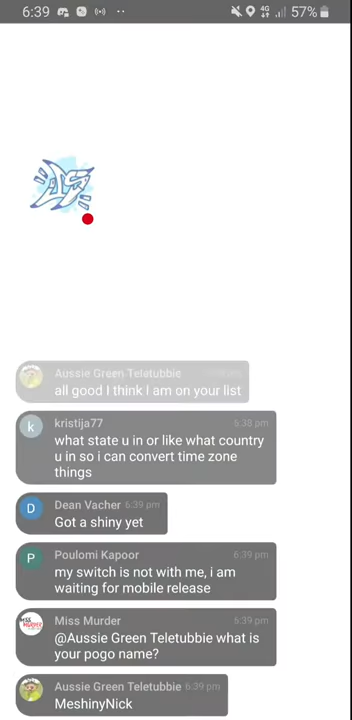 6:39
4G
57%
Aussie Green Teletubbie
all good I think I am on your list
kristija77 6:38 pm
what state u in or like what country
u in so i can convert time zone
things
D
Dean Vacher 6:39 pm
Got a shiny yet
P
Poulomi Kapoor 6:39 pm
my switch is not with me, i am
waiting for mobile release
Miss Murder 6:39 pm
@Aussie Green Teletubbie what is
your pogo name?
Aussie Green Teletubbie 6:39 pm
MeshinyNick